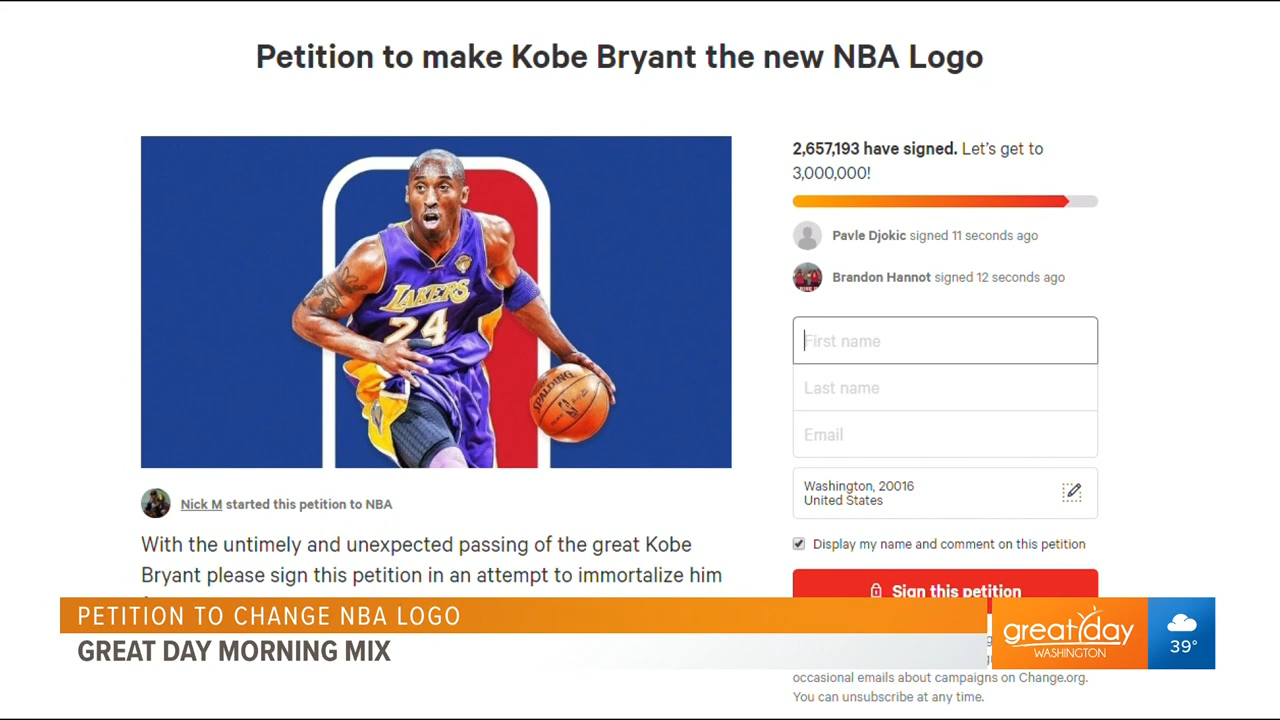 Petition to make Kobe Bryant the new NBA Logo
LAKERS
24
SPALDING
2,657,193 have signed. Let's get to
3,000,000!
Pavle Djokic signed 11 seconds ago
Brandon Hannot signed 12 seconds ago
First name
Last name
Email
Washington, 20016
United States
Display my name and comment on this petition
Sign this petition
Nick M started this petition to NBA
With the untimely and unexpected passing of the great Kobe
Bryant please sign this petition in an attempt to immortalize him
PETITION TO CHANGE NBA LOGO
GREAT DAY MORNING MIX
great day
WASHINGTON
39°
occasional emails about campaigns on Change.org.
You can unsubscribe at any time.